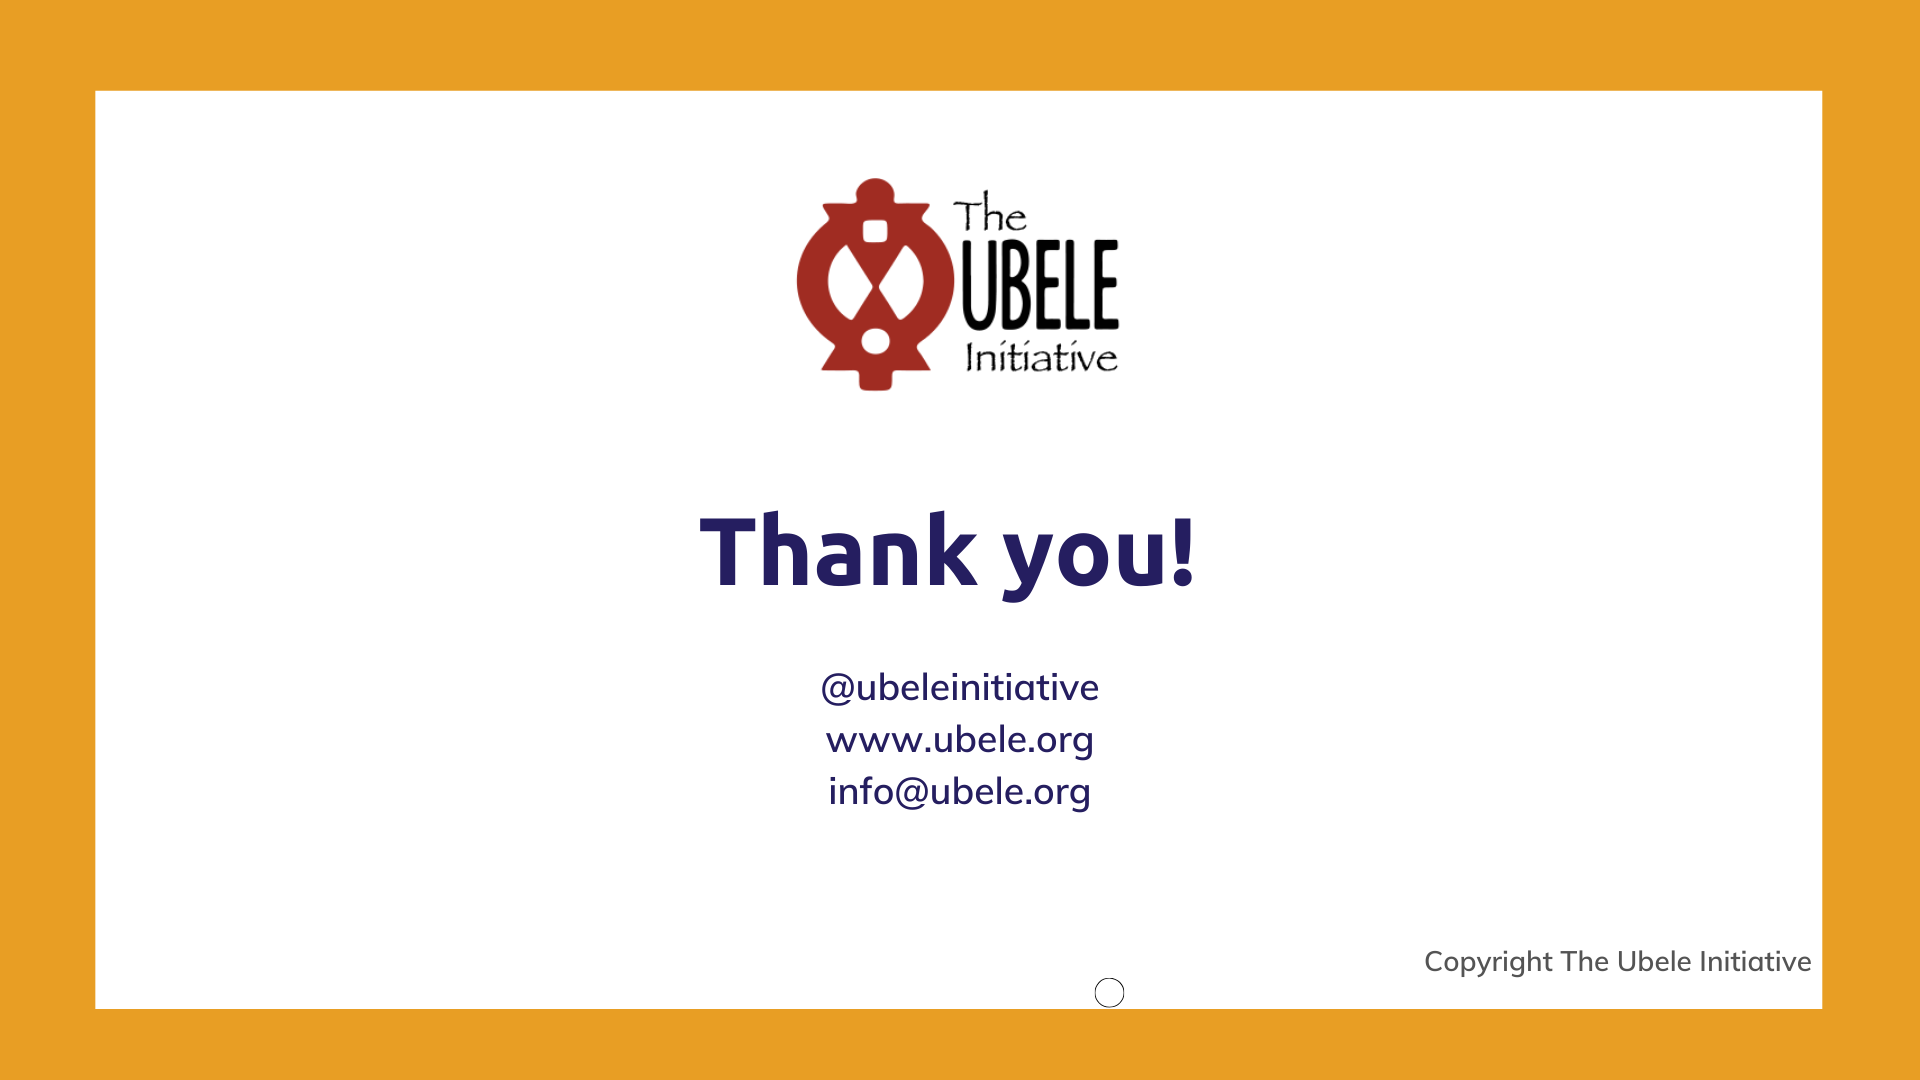 The
UBELE
Initiative
Thank you!
@ubeleinitiative
www.ubele.org
info@ubele.org
Copyright The Ubele Initiative